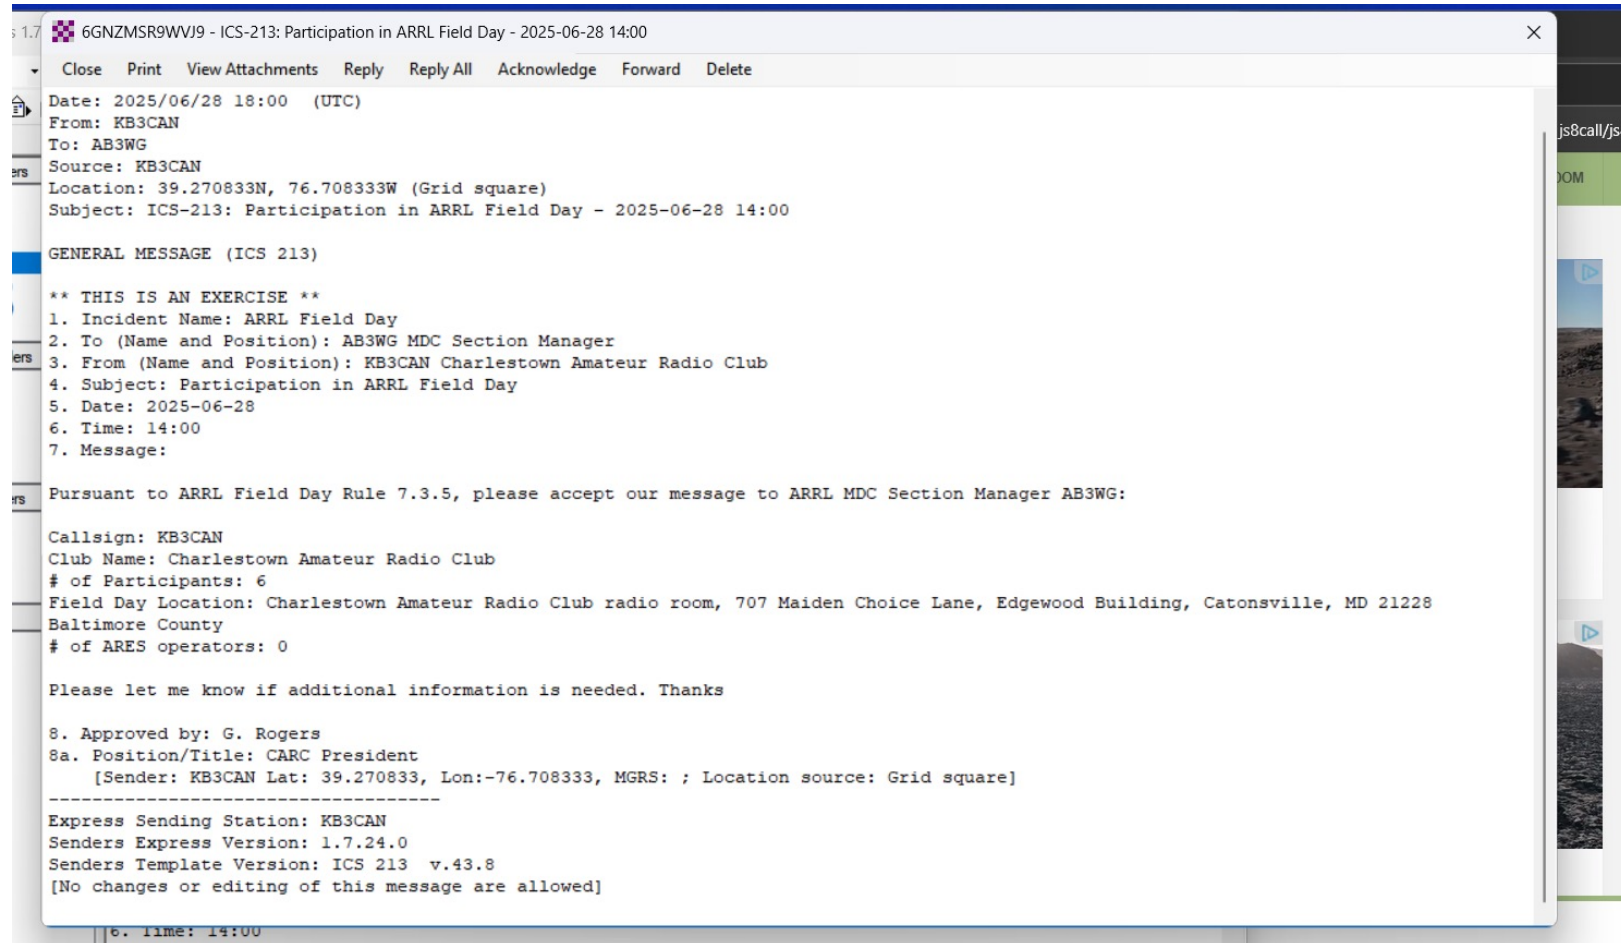 s 1.7
6GNZMSR9WVJ9 - ICS-213: Participation in ARRL Field Day - 2025-06-28 14:00
Close Print View Attachments Reply Reply All Acknowledge Forward Delete
Date: 2025/06/28 18:00 (UTC)
From: KB3CAN
To: AB3WG
Source: KB3CAN
Location: 39.270833N, 76.708333W (Grid square)
Subject: ICS-213: Participation in ARRL Field Day - 2025-06-28 14:00
GENERAL MESSAGE (ICS 213)
** THIS IS AN EXERCISE **
1. Incident Name: ARRL Field Day
2. To (Name and Position): AB3WG MDC Section Manager
3. From (Name and Position): KB3CAN Charlestown Amateur Radio Club
4. Subject: Participation in ARRL Field Day
5. Date: 2025-06-28
6. Time: 14:00
7. Message:
Pursuant to ARRL Field Day Rule 7.3.5, please accept our message to ARRL MDC Section Manager AB3WG:
Callsign: KB3CAN
Club Name: Charlestown Amateur Radio Club
# of Participants: 6
Field Day Location: Charlestown Amateur Radio Club radio room, 707 Maiden Choice Lane, Edgewood Building, Catonsville, MD 21228
Baltimore County
# of ARES operators: 0
Please let me know if additional information is needed. Thanks
8. Approved by: G. Rogers
8a. Position/Title: CARC President
[Sender: KB3CAN Lat: 39.270833, Lon:-76.708333, MGRS: ; Location source: Grid square]
------------------------------------
Express Sending Station: KB3CAN
Senders Express Version: 1.7.24.0
Senders Template Version: ICS 213 v.43.8
[No changes or editing of this message are allowed]
6. Time: 14:00
ers
lers
ers
js8call/js
OOM